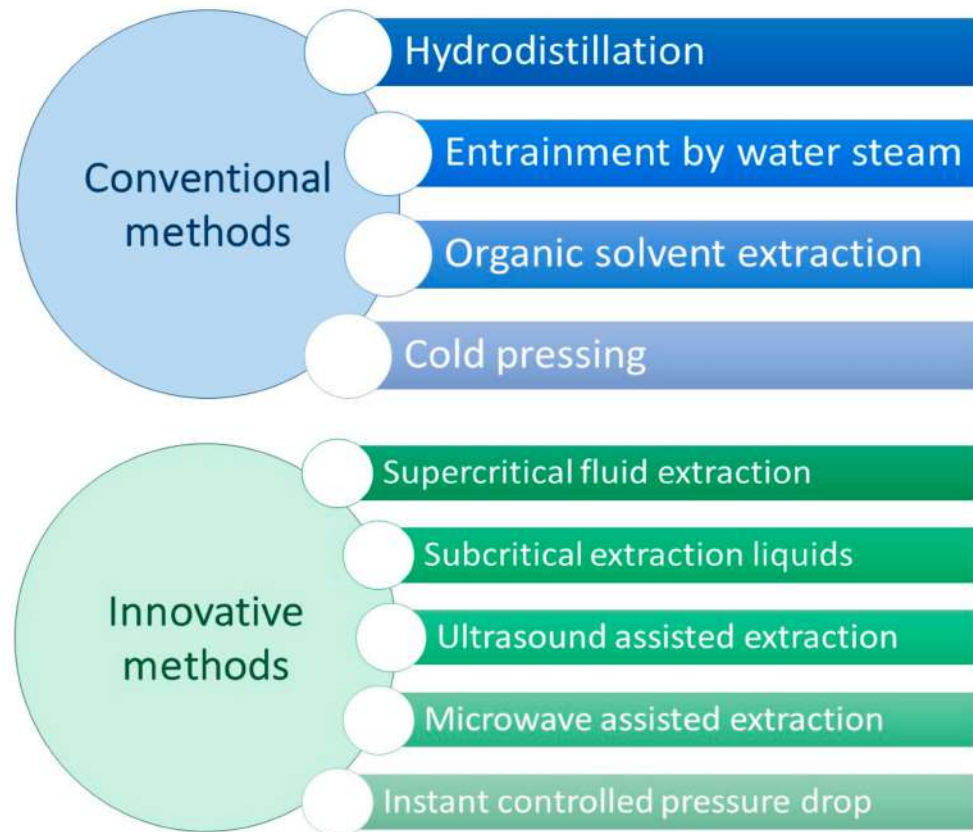 Conventional
methods
Hydrodistillation
Entrainment by water steam
Organic solvent extraction
Cold pressing
Innovative
methods
Supercritical fluid extraction
Subcritical extraction liquids
Ultrasound assisted extraction
Microwave assisted extraction
Instant controlled pressure drop